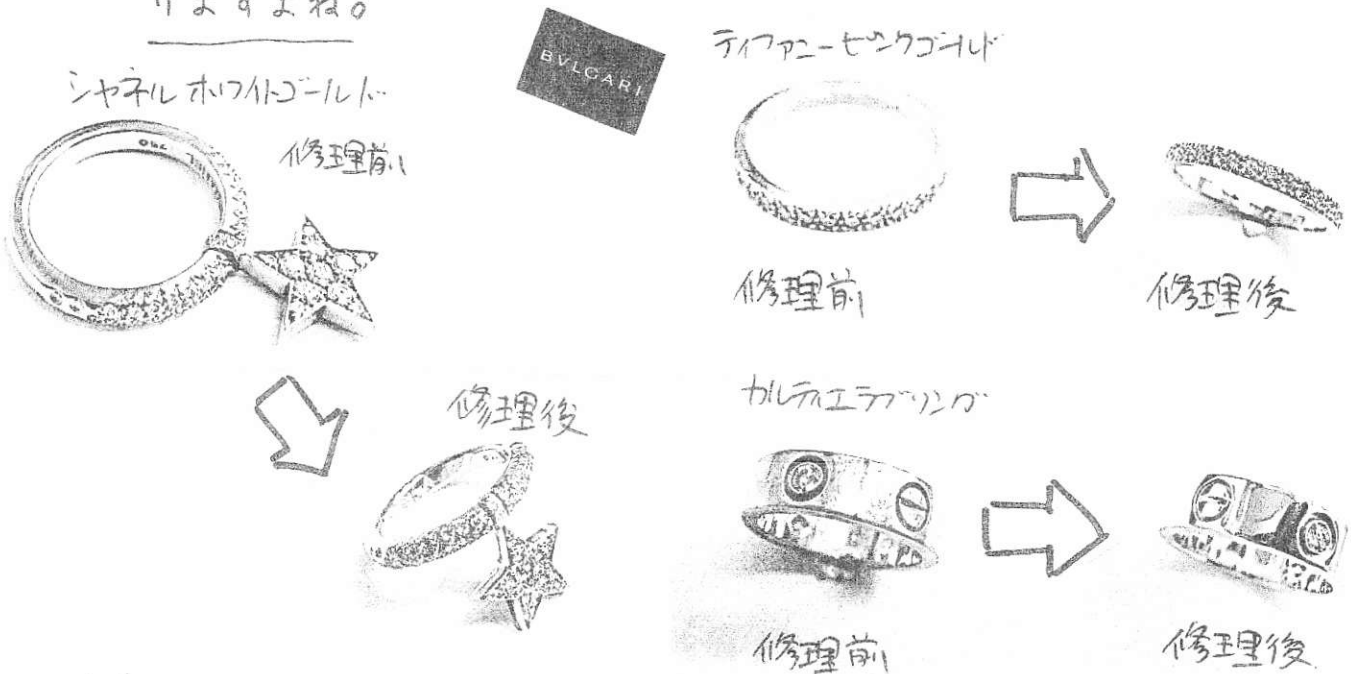 りますよね。
シャネルホワイトゴールド
修理前
修理後
BVLGARI
ティファニーピンクゴールド
修理前
修理後
カルティエラブリング
修理前
修理後